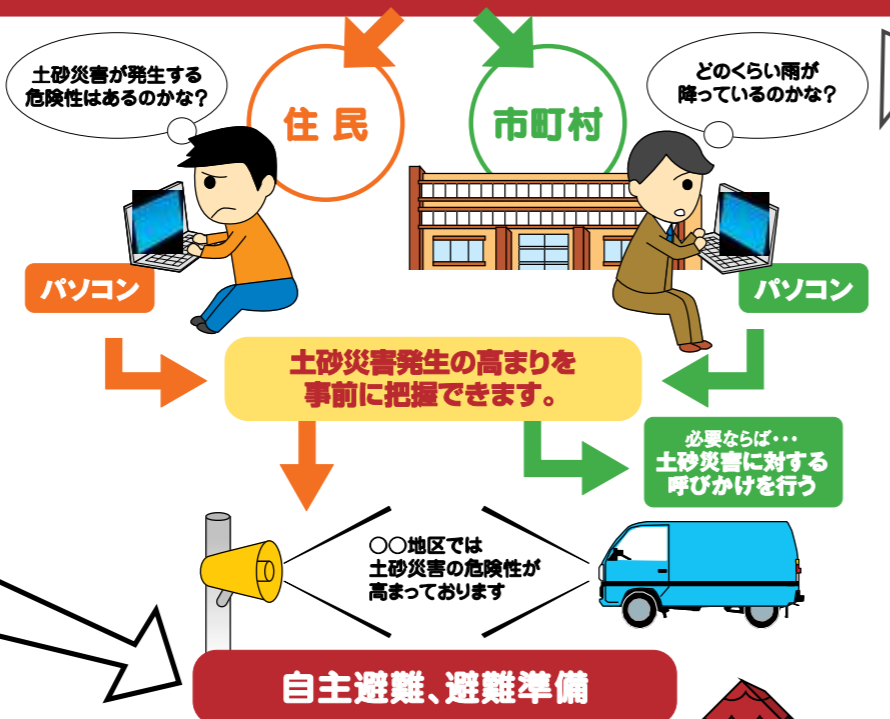 土砂災害が発生する
危険性はあるのかな?
住民
市町村
どのくらい雨が
降っているのかな?
パソコン
パソコン
土砂災害発生の高まりを
事前に把握できます。
必要ならば・・・
土砂災害に対する
呼びかけを行う
○○地区では
土砂災害の危険性が
高まっております
自主避難、避難準備